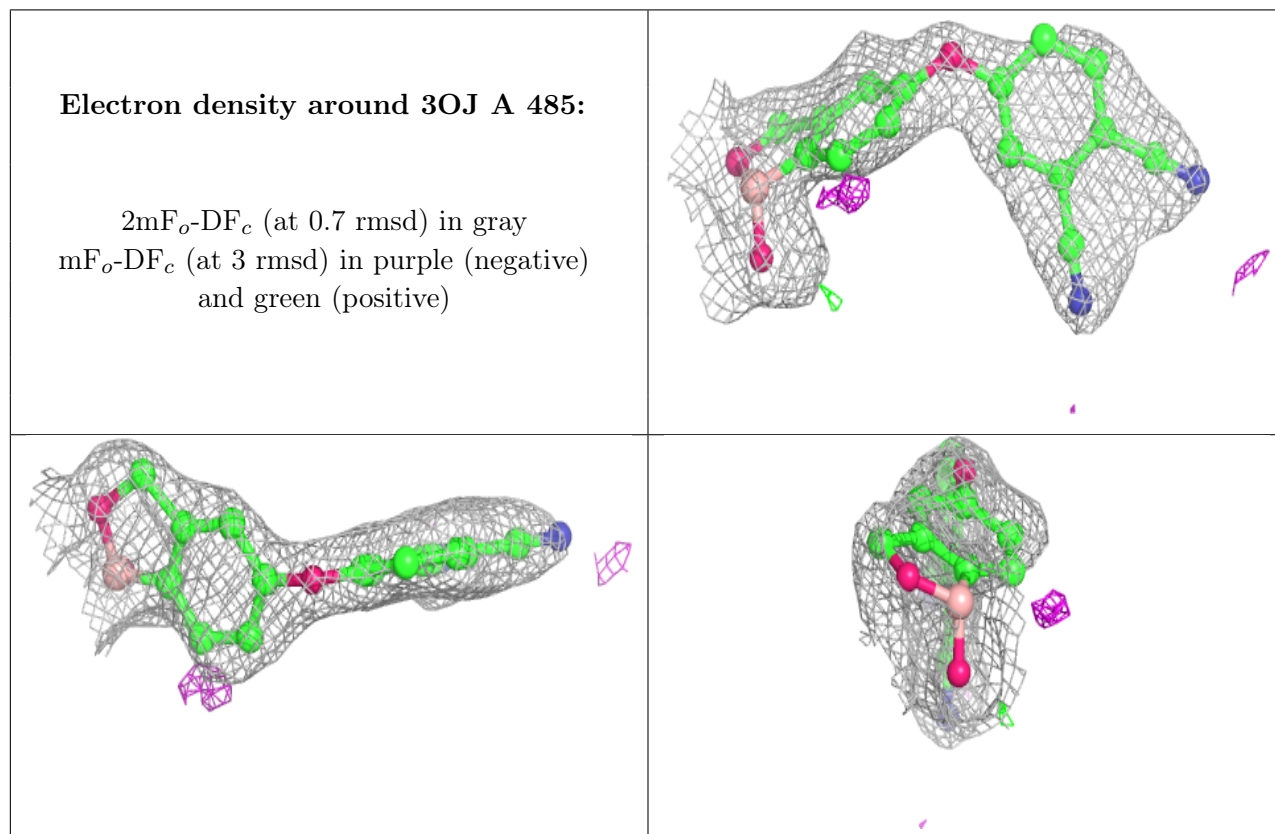 Electron density around 3OJ A 485:
2mFₒ-DF𝒸 (at 0.7 rmsd) in gray
mFₒ-DF𝒸 (at 3 rmsd) in purple (negative)
and green (positive)